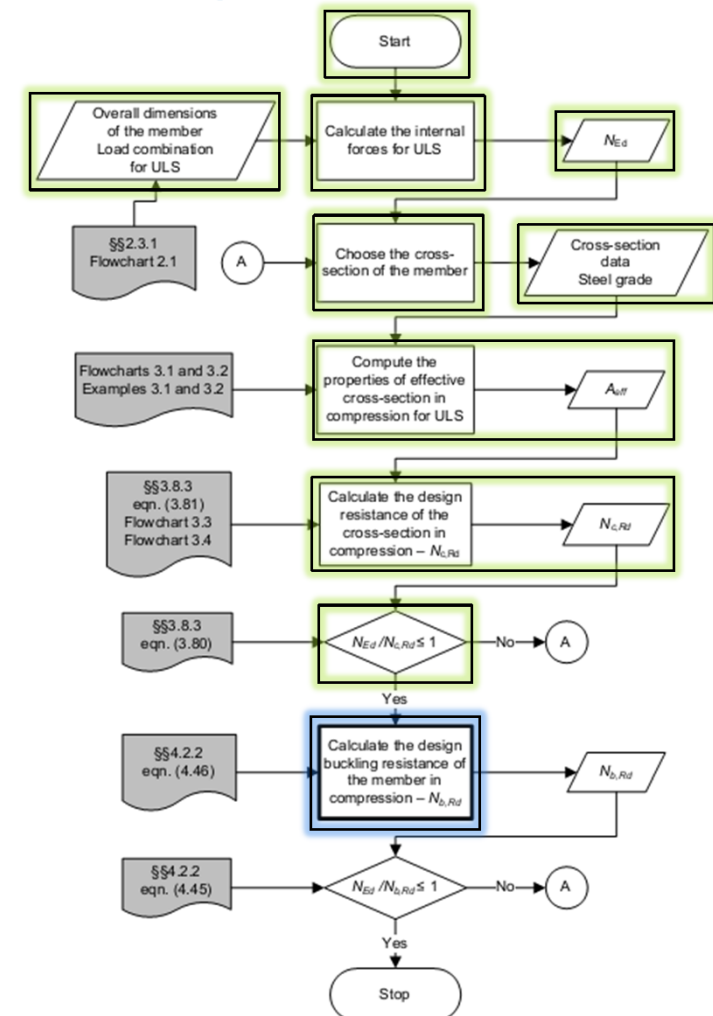 Start
Overall dimensions
of the member
Load combination
for ULS
Calculate the internal
forces for ULS
NEd
§§2.3.1
Flowchart 2.1
A
Choose the cross-
section of the member
Cross-section
data
Steel grade
Flowcharts 3.1 and 3.2
Examples 3.1 and 3.2
Compute the
properties of effective
cross-section in
compression for ULS
Aeff
§§3.8.3
eqn. (3.81)
Flowchart 3.3
Flowchart 3.4
Calculate the design
resistance of the
cross-section in
compression – Nc,Rd
Nc,Rd
§§3.8.3
eqn. (3.80)
NEd /Nc,Rd ≤ 1
No
A
Yes
§§4.2.2
eqn. (4.46)
Calculate the design
buckling resistance of
the member in
compression – Nb,Rd
Nb,Rd
§§4.2.2
eqn. (4.45)
NEd /Nb,Rd ≤ 1
No
A
Yes
Stop